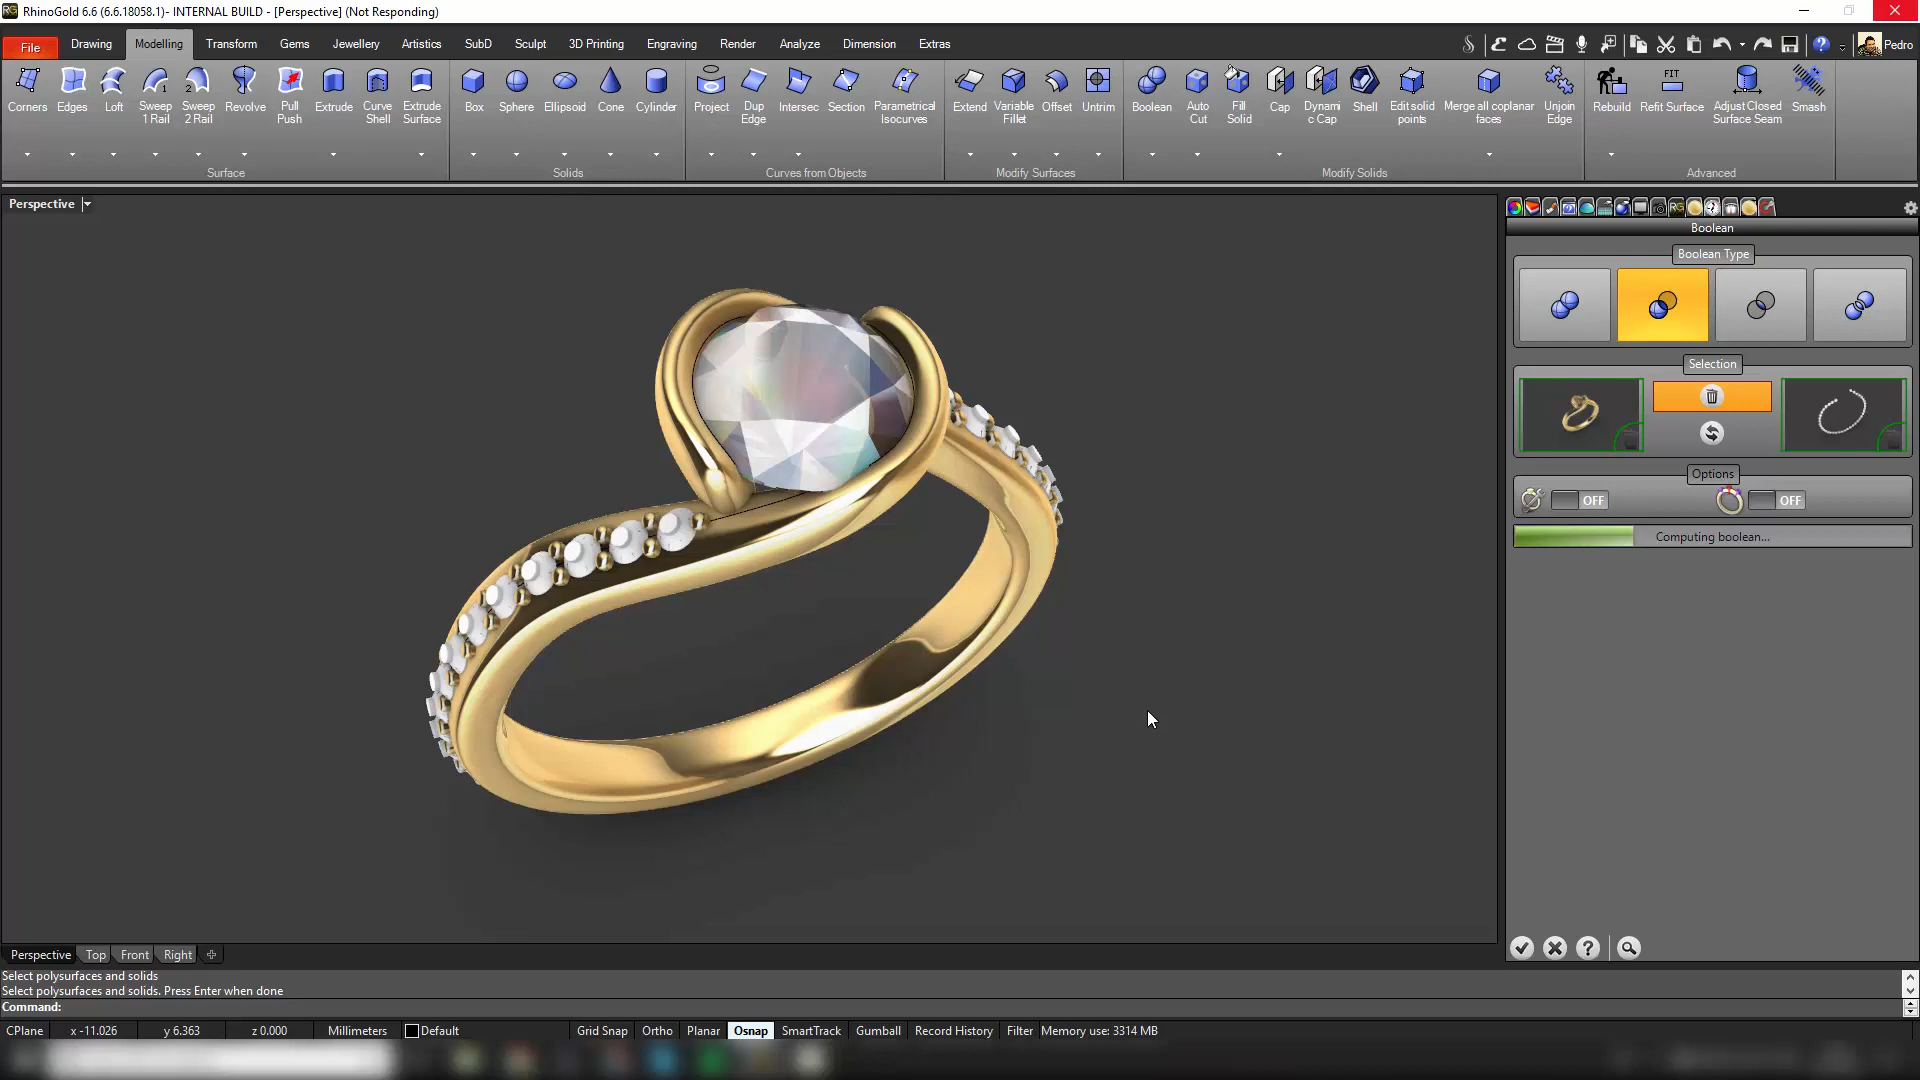 RhinoGold 6.6 (6.6.18058.1)- INTERNAL BUILD - [Perspective] (Not Responding)
File Drawing Modelling Transform Gems Jewellery Artistics SubD Sculpt 3D Printing Engraving Render Analyze Dimension Extras Pedro
Corners Edges Loft Sweep 1 Rail Sweep 2 Rail Revolve Pull Push Extrude Curve Shell Extrude Surface
Surface
Box Sphere Ellipsoid Cone Cylinder
Solids
Project Dup Edge Intersec Section Parametrical Isocurves
Curves from Objects
Extend Variable Fillet Offset Untrim
Modify Surfaces
Boolean Auto Cut Fill Solid Cap Dynami c Cap Shell Edit solid points Merge all coplanar faces Unjoin Edge
Modify Solids
Rebuild Refit Surface Adjust Closed Surface Seam Smash
Advanced
FIT
Perspective
Boolean
Boolean Type
Selection
Options
OFF OFF
Computing boolean...
Perspective Top Front Right
Select polysurfaces and solids
Select polysurfaces and solids. Press Enter when done
Command:
CPlane x -11.026 y 6.363 z 0.000 Millimeters Default Grid Snap Ortho Planar Osnap SmartTrack Gumball Record History Filter Memory use: 3314 MB